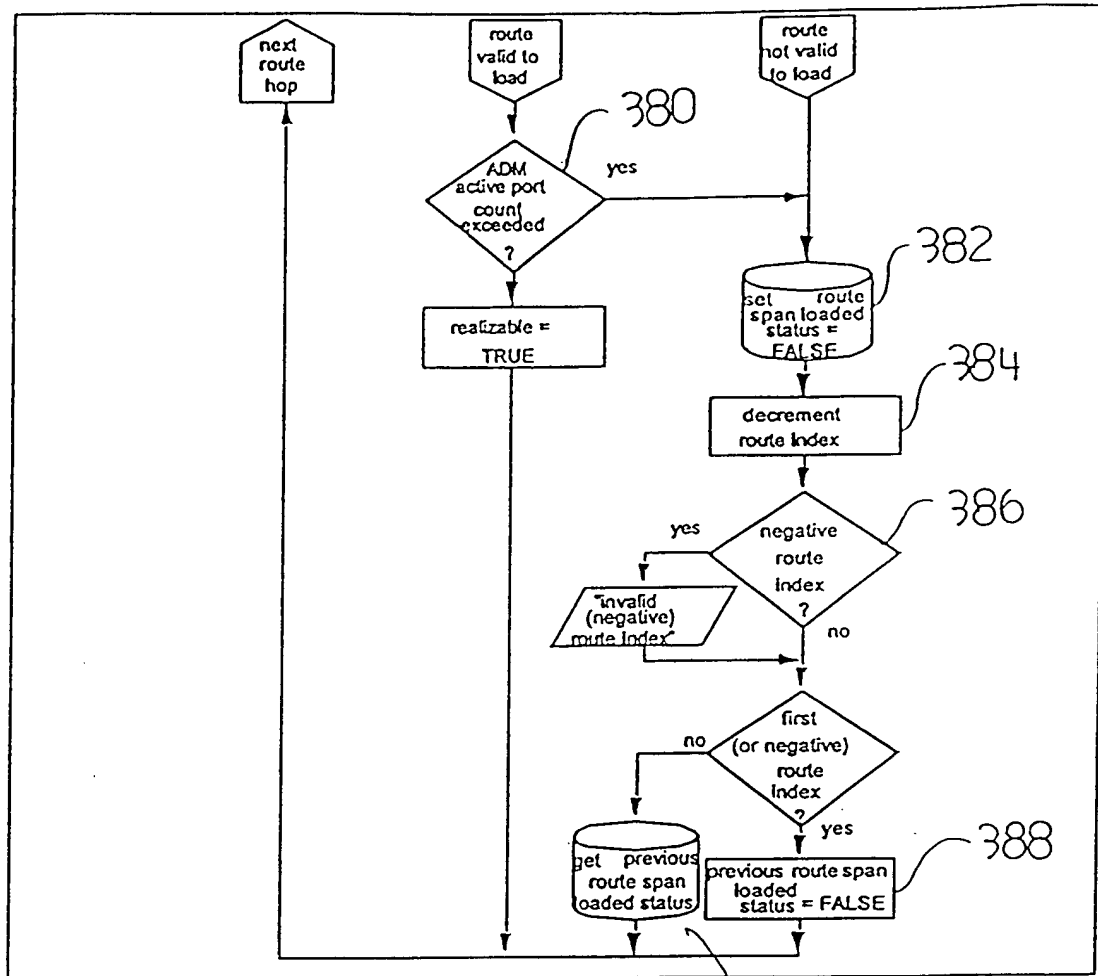 next
route
hop
route
valid to
load
route
not valid
to load
380
ADM
active port
count
exceeded
?
yes
382
set route
span loaded
status =
FALSE
realizable =
TRUE
384
decrement
route index
386
yes
negative
route
index
?
no
"invalid
(negative)
route index"
first
(or negative)
route
index
?
no
yes
388
get previous
route span
loaded status
previous route span
loaded
status = FALSE